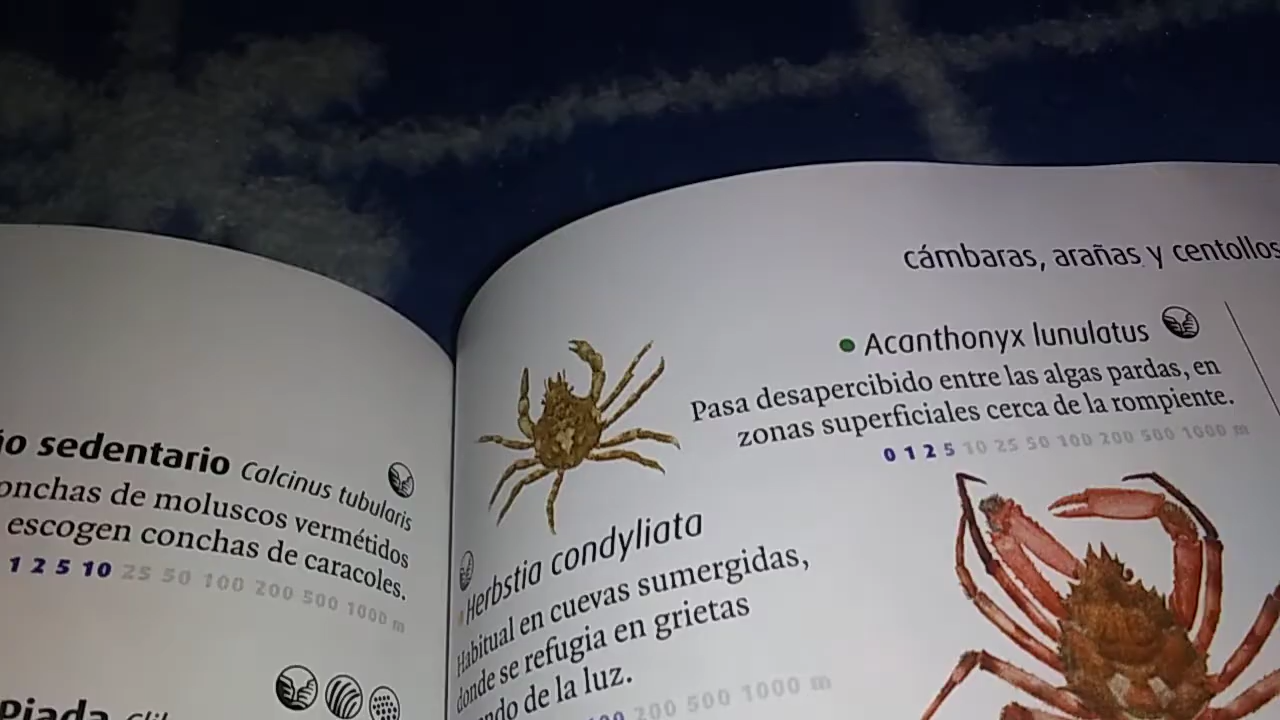 sedentario Calcinus tubularis
conchas de moluscos vermétidos
escogen conchas de caracoles.
1 2 5 10 25 50 100 200 500 1000 m
Piada
cámbaras, arañas y centollos
Acanthonyx lunulatus
Pasa desapercibido entre las algas pardas, en
zonas superficiales cerca de la rompiente.
0 1 2 5 10 25 50 100 200 500 1000 m
Herbstia condyliata
Habitual en cuevas sumergidas,
donde se refugia en grietas
de la luz.
100 200 500 1000 m